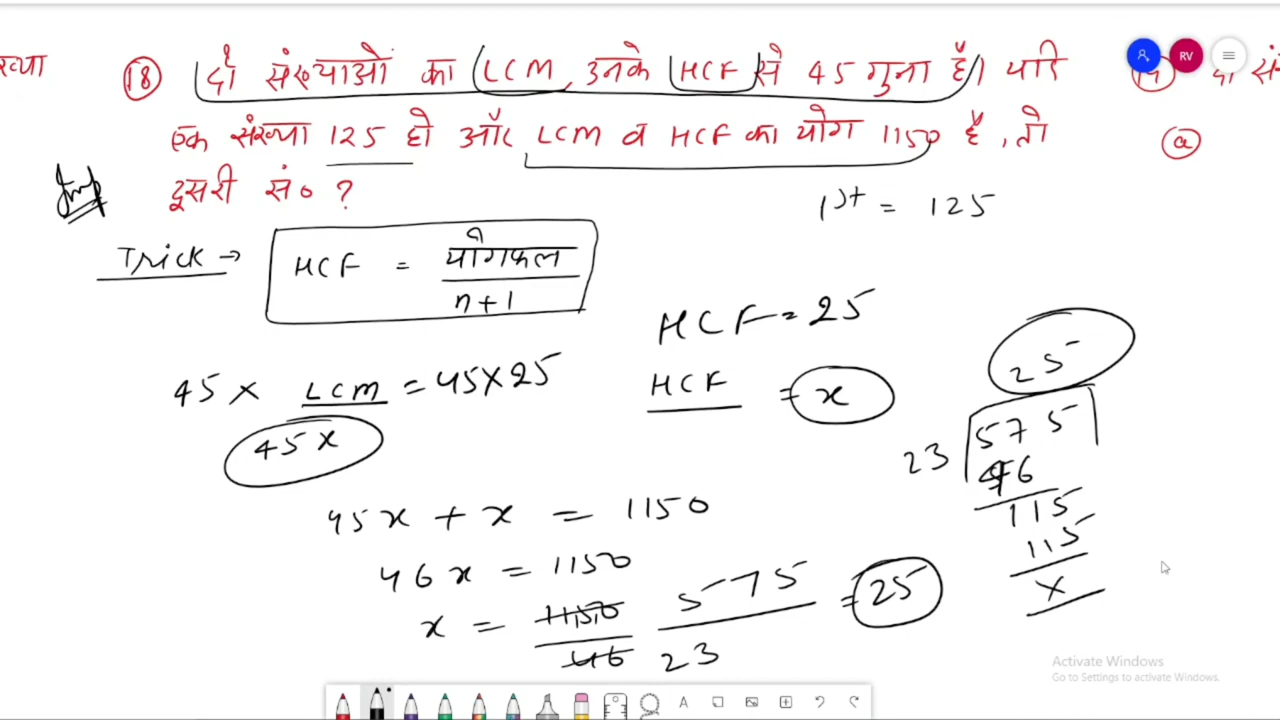 ख्या
(18) दो संख्याओं का LCM, उनके HCF से 45 गुना है। यदि
एक संख्या 125 हो और LCM व HCF का योग 1150 है, तो
दूसरी सं० ?
(a)
Imp
1st = 125
Trick → HCF = योगफल
n+1
HCF = 25
45 × LCM = 45×25
HCF = x
45x
25
23 575
46
115
115
x
45x + x = 1150
46x = 1150
x = 1150 575 = 25
46 23
RV
Activate Windows
Go to Settings to activate Windows.
A